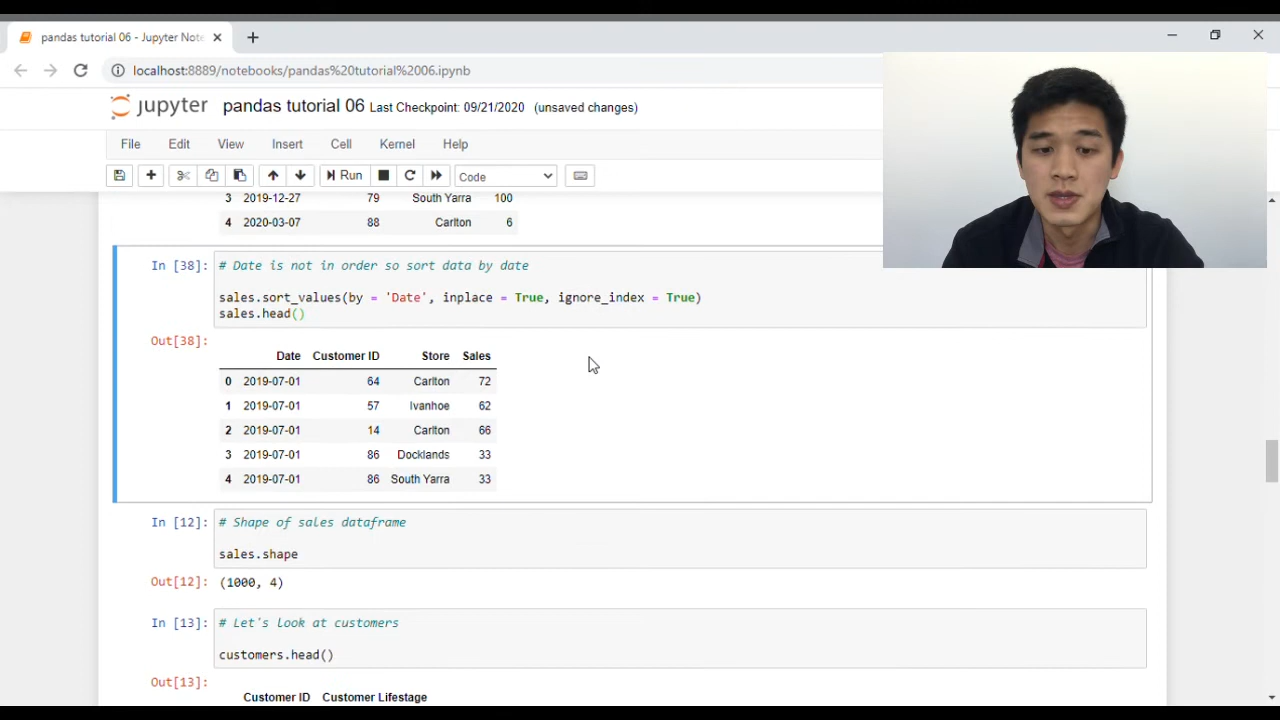 pandas tutorial 06 - Jupyter Note
localhost:8889/notebooks/pandas%20tutorial%2006.ipynb
jupyter pandas tutorial 06 Last Checkpoint: 09/21/2020 (unsaved changes)
File Edit View Insert Cell Kernel Help
Run Code
3 2019-12-27 79 South Yarra 100
4 2020-03-07 88 Carlton 6
In [38]: # Date is not in order so sort data by date
sales.sort_values(by = 'Date', inplace = True, ignore_index = True)
sales.head()
Out[38]:
Date Customer ID Store Sales
0 2019-07-01 64 Carlton 72
1 2019-07-01 57 Ivanhoe 62
2 2019-07-01 14 Carlton 66
3 2019-07-01 86 Docklands 33
4 2019-07-01 86 South Yarra 33
In [12]: # Shape of sales dataframe
sales.shape
Out[12]: (1000, 4)
In [13]: # Let's look at customers
customers.head()
Out[13]:
Customer ID Customer Lifestage